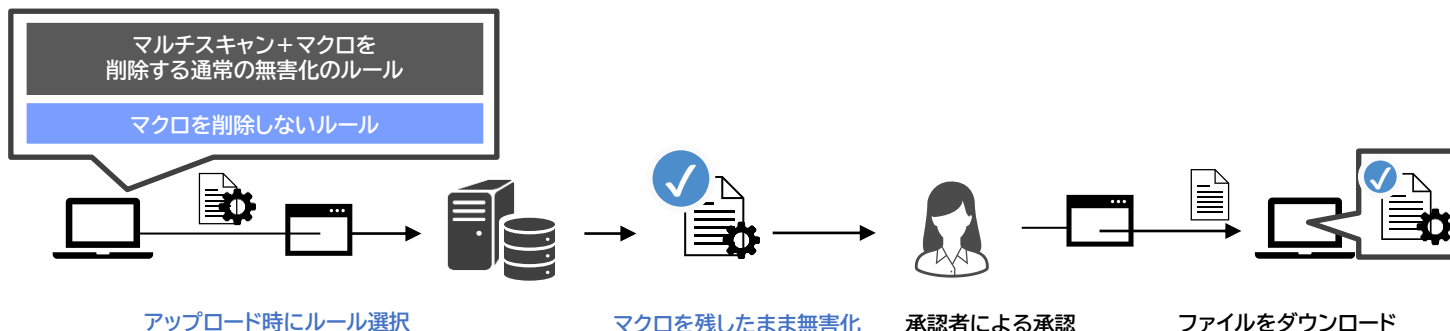 マルチスキャン＋マクロを
削除する通常の無害化のルール
マクロを削除しないルール
アップロード時にルール選択
マクロを残したまま無害化
承認者による承認
ファイルをダウンロード